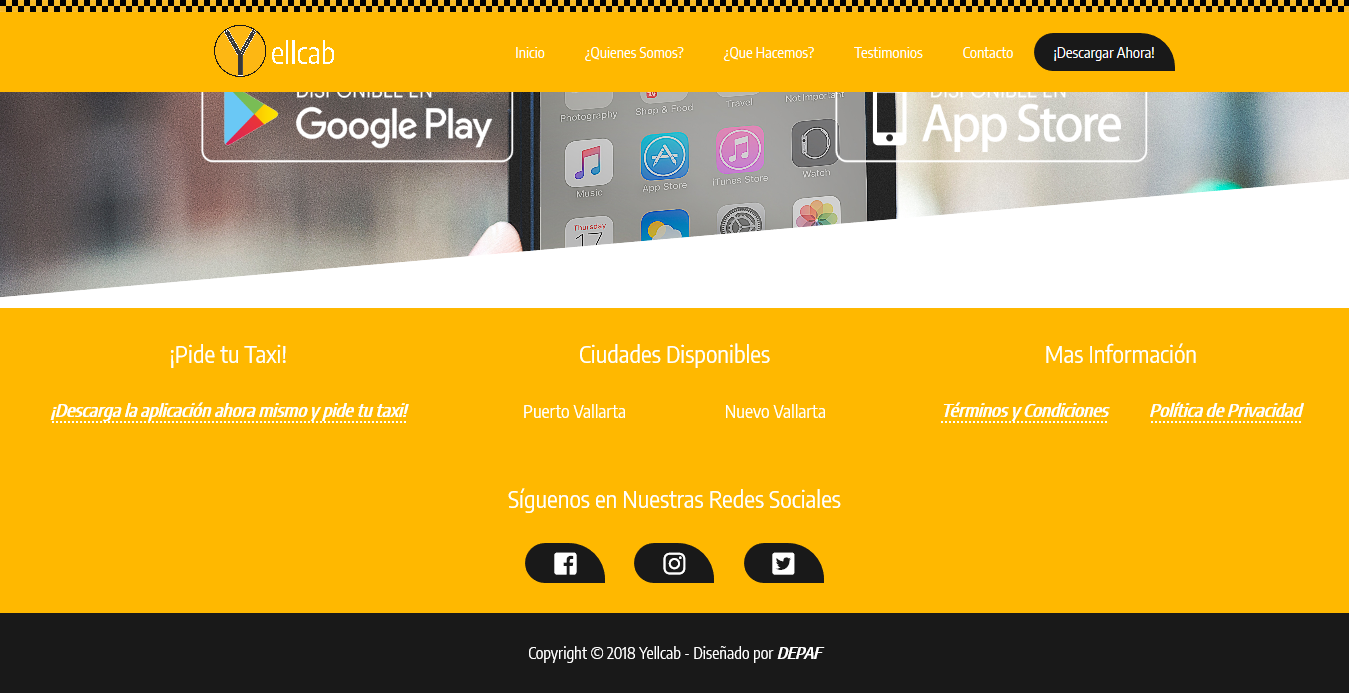 Yellcab
Inicio
¿Quienes Somos?
¿Que Hacemos?
Testimonios
Contacto
¡Descargar Ahora!
DISPONIBLE EN
Google Play
Photography
Shop & Food
Travel
Not Important
Music
App Store
iTunes Store
Watch
Thursday
17
DISPONIBLE EN
App Store
¡Pide tu Taxi!
Ciudades Disponibles
Mas Información
¡Descarga la aplicación ahora mismo y pide tu taxi!
Puerto Vallarta
Nuevo Vallarta
Términos y Condiciones
Política de Privacidad
Síguenos en Nuestras Redes Sociales
Copyright © 2018 Yellcab - Diseñado por DEPAF